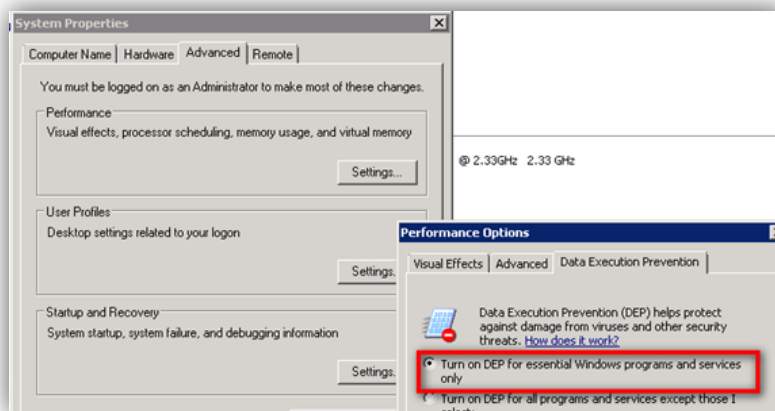 System Properties
Computer Name Hardware Advanced Remote
You must be logged on as an Administrator to make most of these changes.
Performance
Visual effects, processor scheduling, memory usage, and virtual memory
Settings...
@ 2.33GHz 2.33 GHz
User Profiles
Desktop settings related to your logon
Settings.
Startup and Recovery
System startup, system failure, and debugging information
Settings.
Performance Options
Visual Effects Advanced Data Execution Prevention
Data Execution Prevention (DEP) helps protect
against damage from viruses and other security
threats. How does it work?
Turn on DEP for essential Windows programs and services
only
Turn on DEP for all programs and services except those I